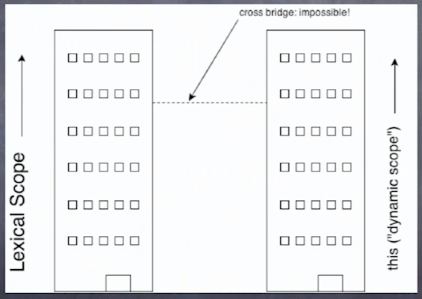 cross bridge: impossible!
Lexical Scope
this ("dynamic scope")